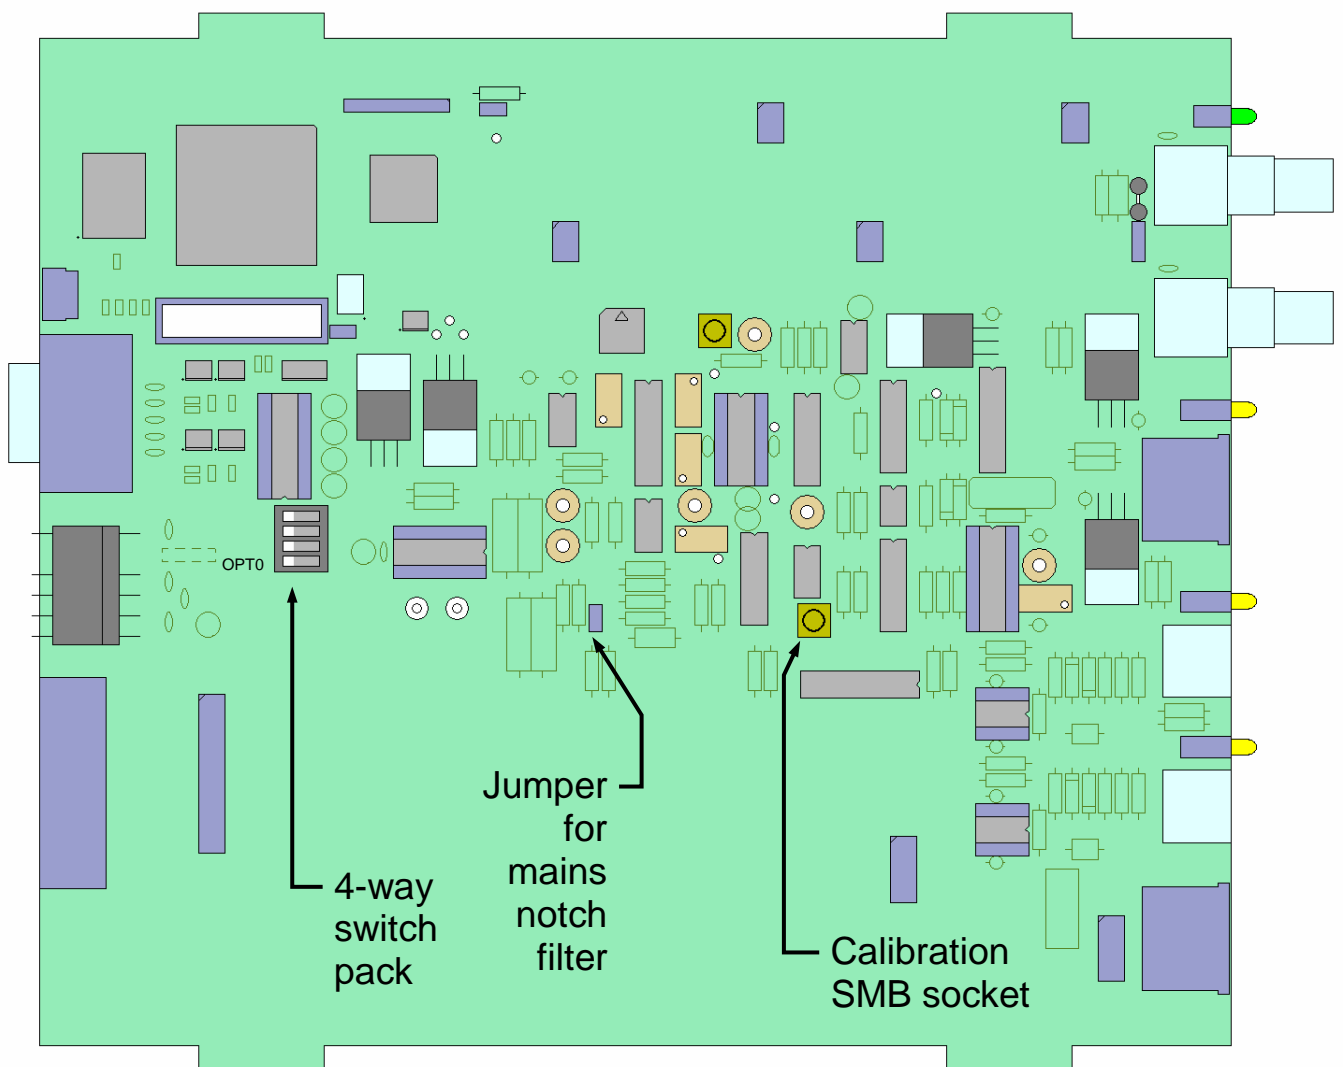 OPT0
Jumper
for
mains
notch
filter
4-way
switch
pack
Calibration
SMB socket